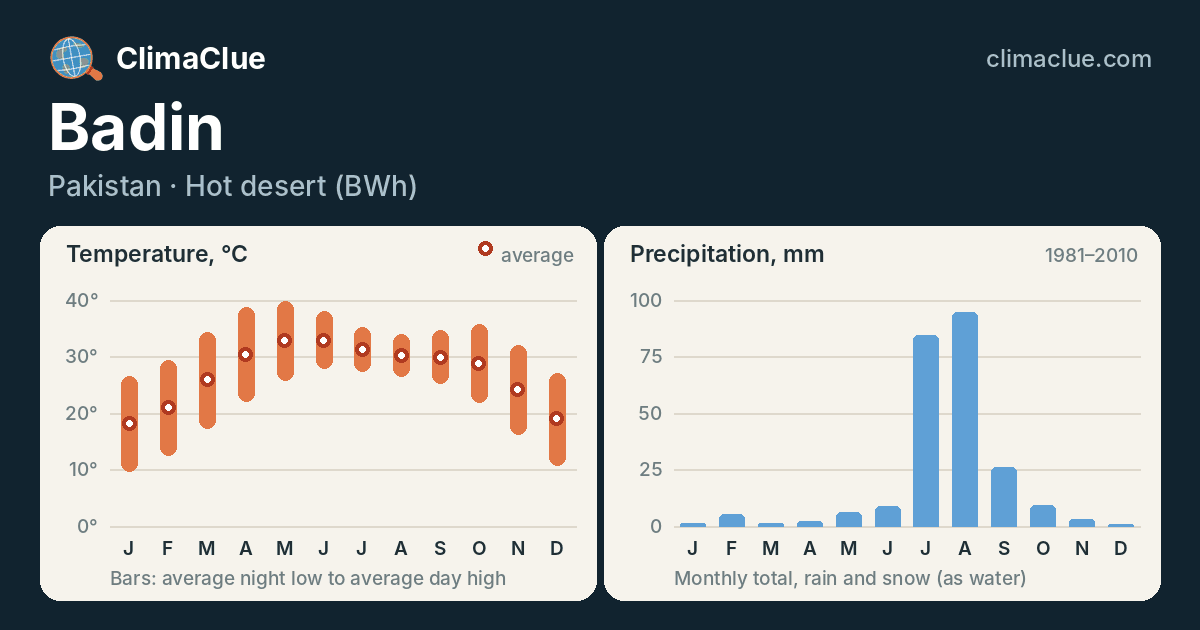 ClimaClue
climaclue.com
Badin
Pakistan · Hot desert (BWh)
Temperature, °C
average
40°
30°
20°
10°
0°
J F M A M J J A S O N D
Bars: average night low to average day high
Precipitation, mm
1981–2010
100
75
50
25
0
J F M A M J J A S O N D
Monthly total, rain and snow (as water)